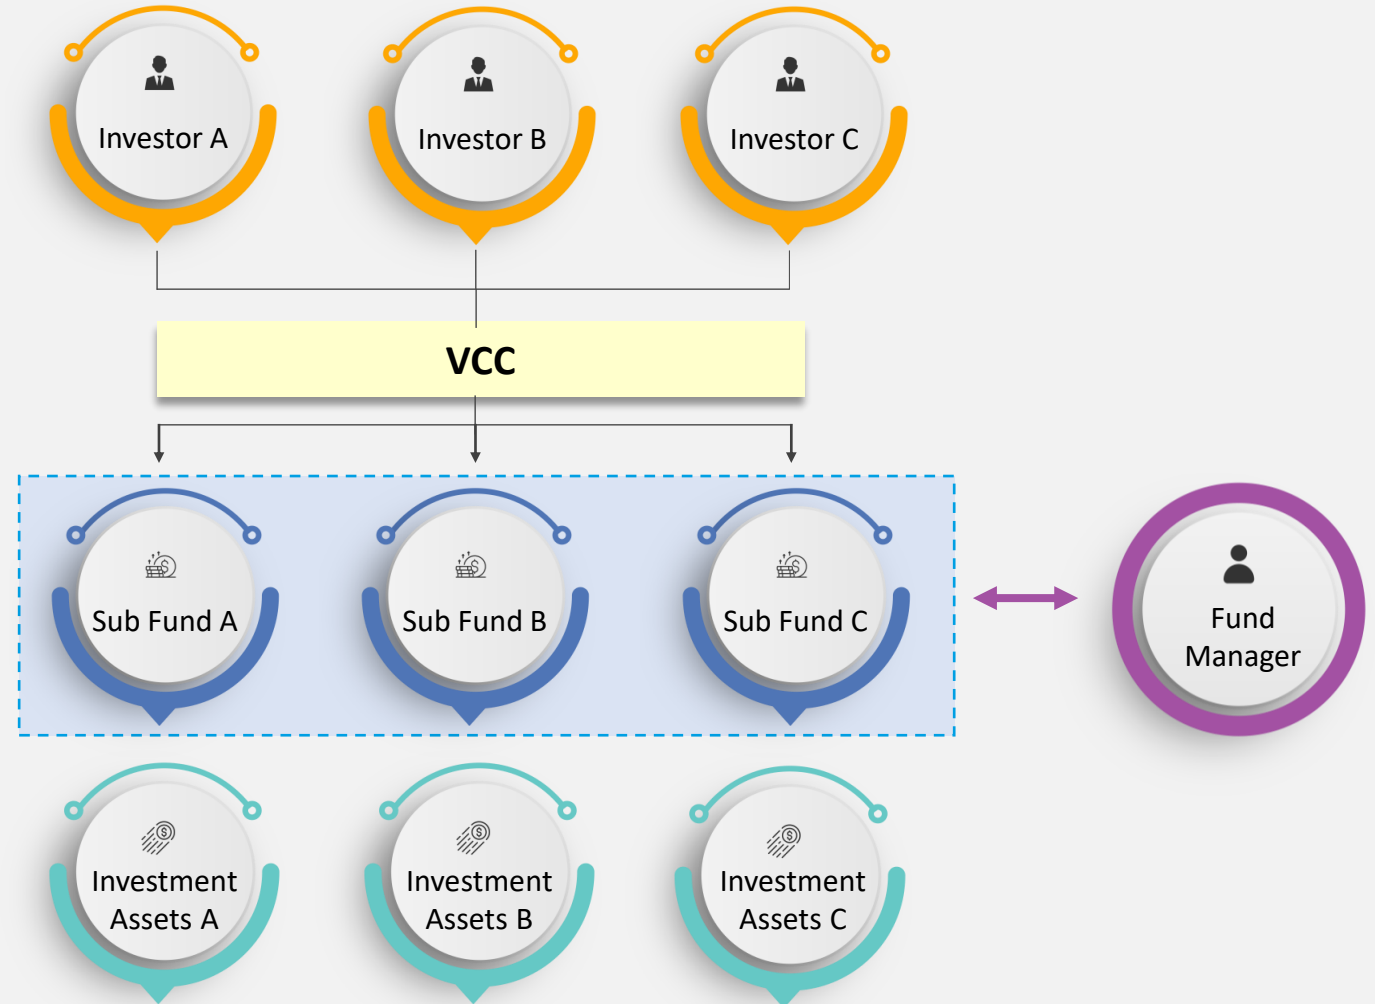 Investor A
Investor B
Investor C
VCC
Sub Fund A
Sub Fund B
Sub Fund C
Fund
Manager
Investment
Assets A
Investment
Assets B
Investment
Assets C